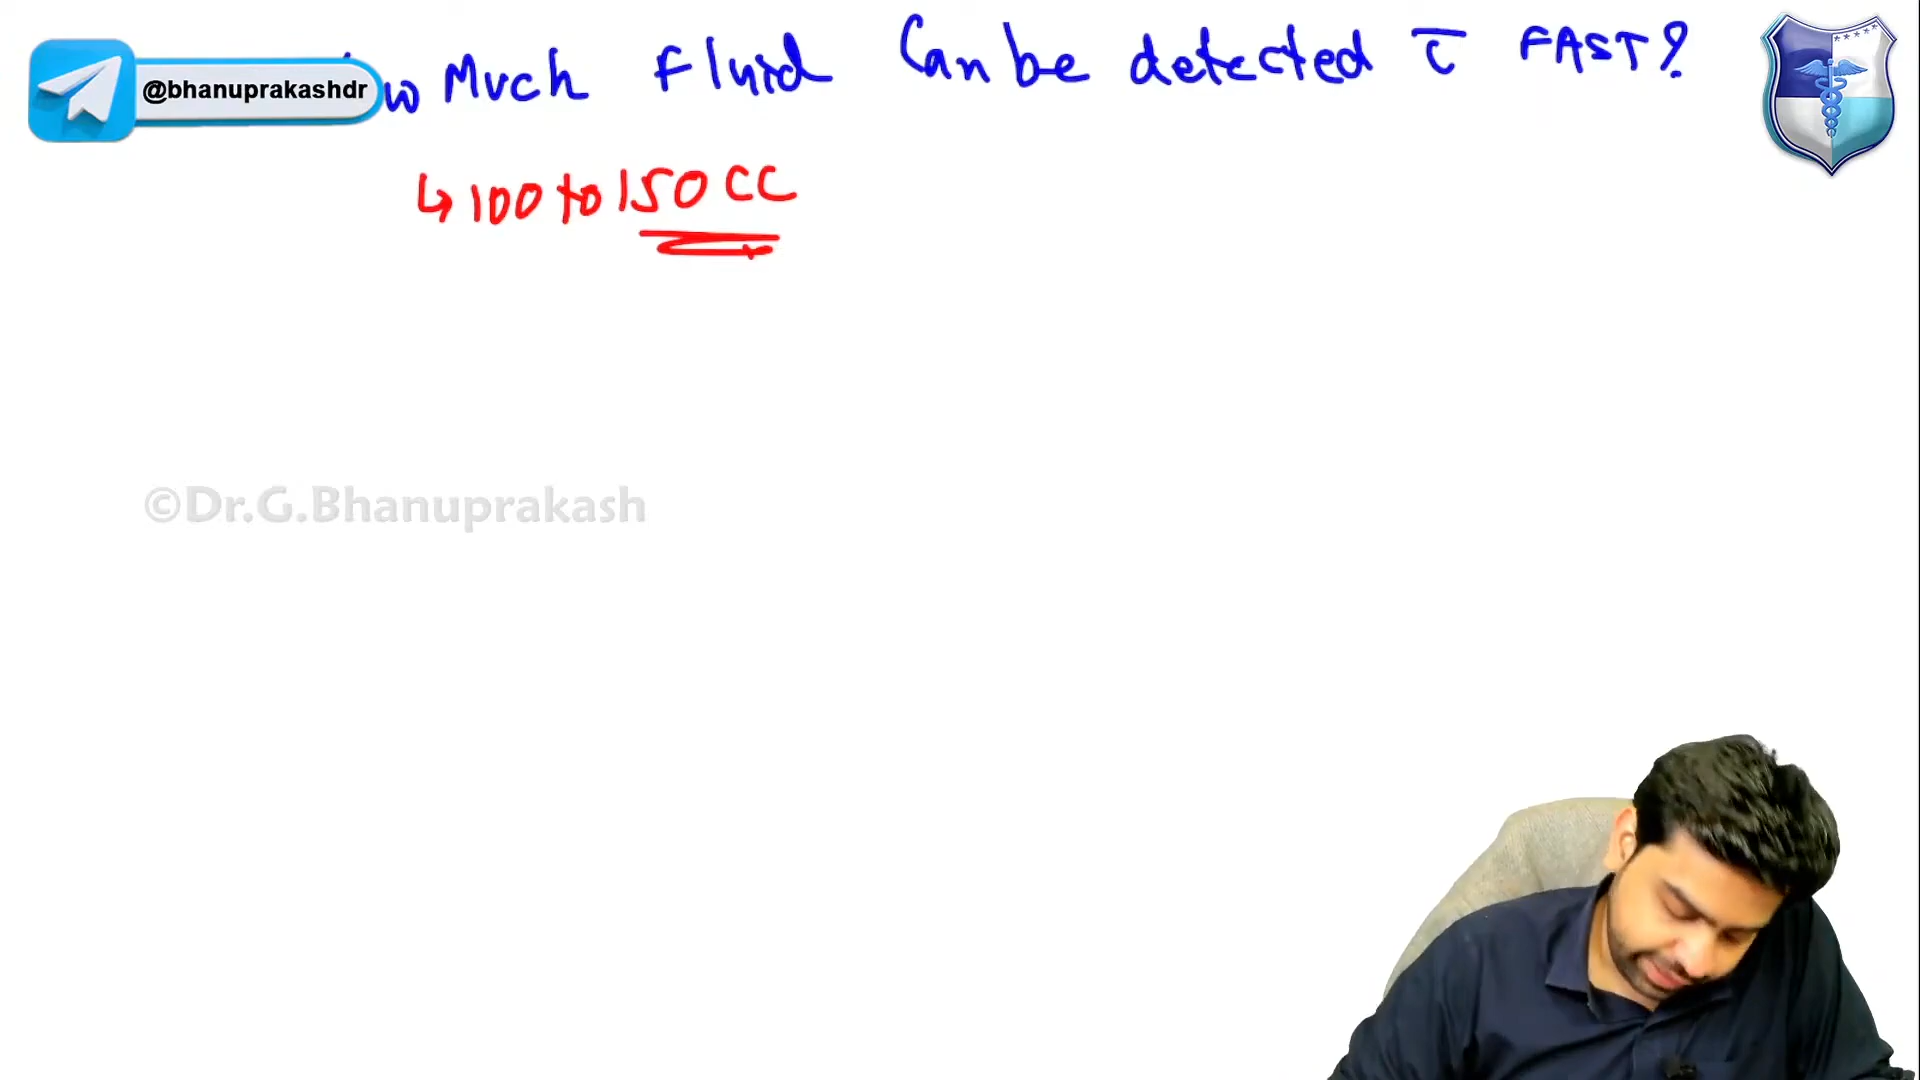 @bhanuprakashdr Much Fluid Can be detected c̄ FAST?
↳ 100 to 150 CC
©Dr.G.Bhanuprakash